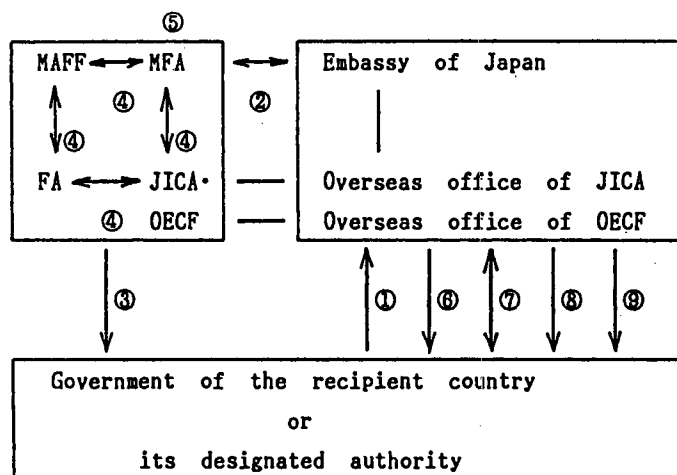 ⑤
MAFF MFA
④
④ ④
FA JICA
④ OECF
②
Embassy of Japan
Overseas office of JICA
Overseas office of OECF
③ ① ⑥ ⑦ ⑧ ⑨
Government of the recipient country
or
its designated authority